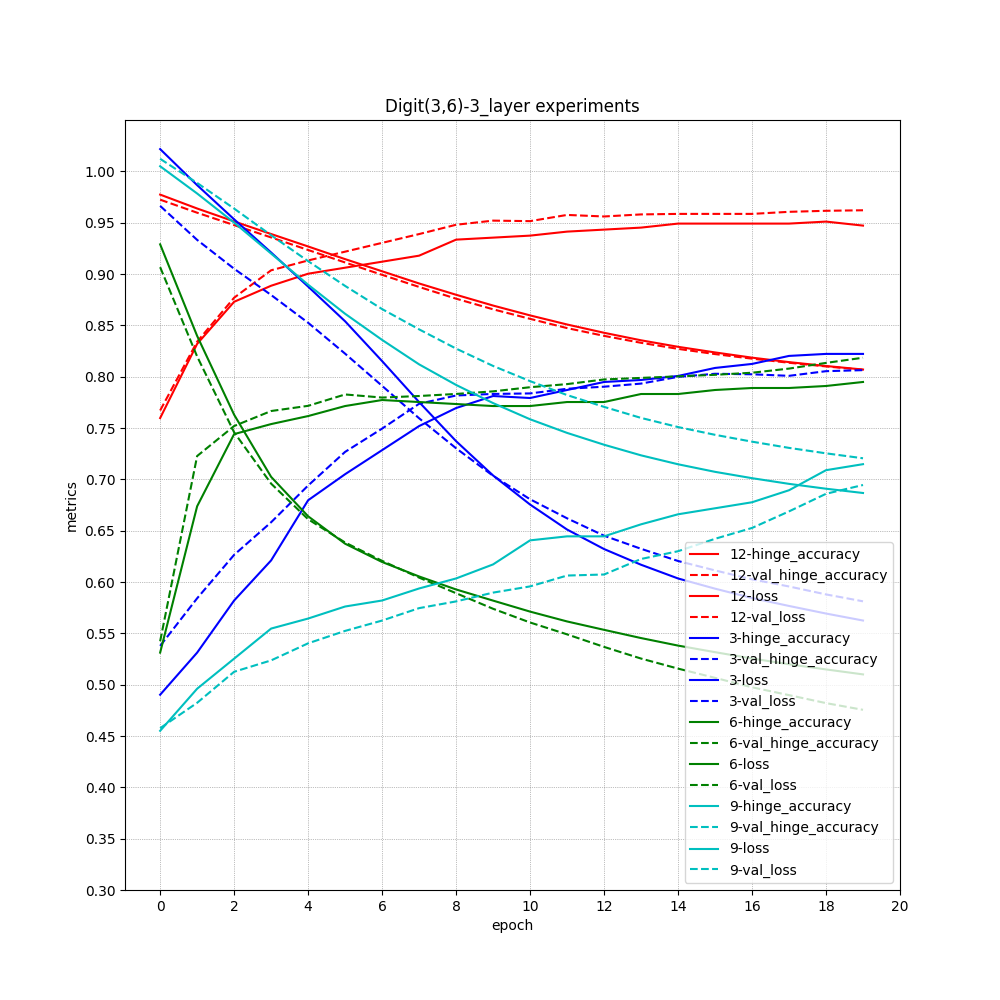 Digit(3,6)-3_layer experiments
metrics
1.00
0.95
0.90
0.85
0.80
0.75
0.70
0.65
0.60
0.55
0.50
0.45
0.40
0.35
0.30
12-hinge_accuracy
12-val_hinge_accuracy
12-loss
12-val_loss
3-hinge_accuracy
3-val_hinge_accuracy
3-loss
3-val_loss
6-hinge_accuracy
6-val_hinge_accuracy
6-loss
6-val_loss
9-hinge_accuracy
9-val_hinge_accuracy
9-loss
9-val_loss
0 2 4 6 8 10 12 14 16 18 20
epoch